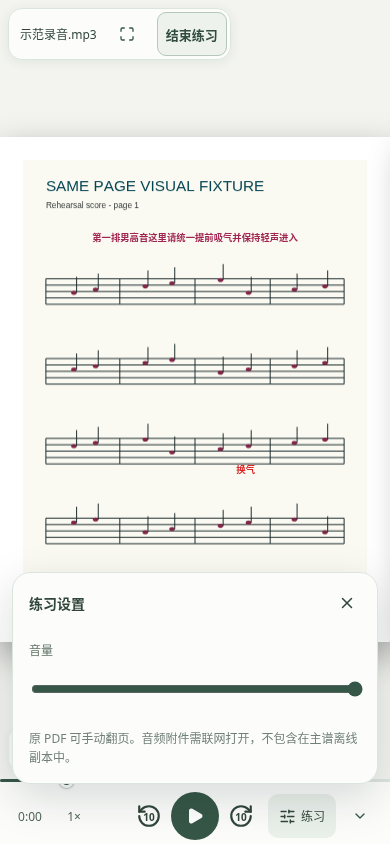 示范录音.mp3
结束练习
SAME PAGE VISUAL FIXTURE
Rehearsal score - page 1
第一排男高音这里请统一提前吸气并保持轻声进入
换气
练习设置
音量
原 PDF 可手动翻页。音频附件需联网打开，不包含在主谱离线
副本中。
0:00
1×
10
10
练习